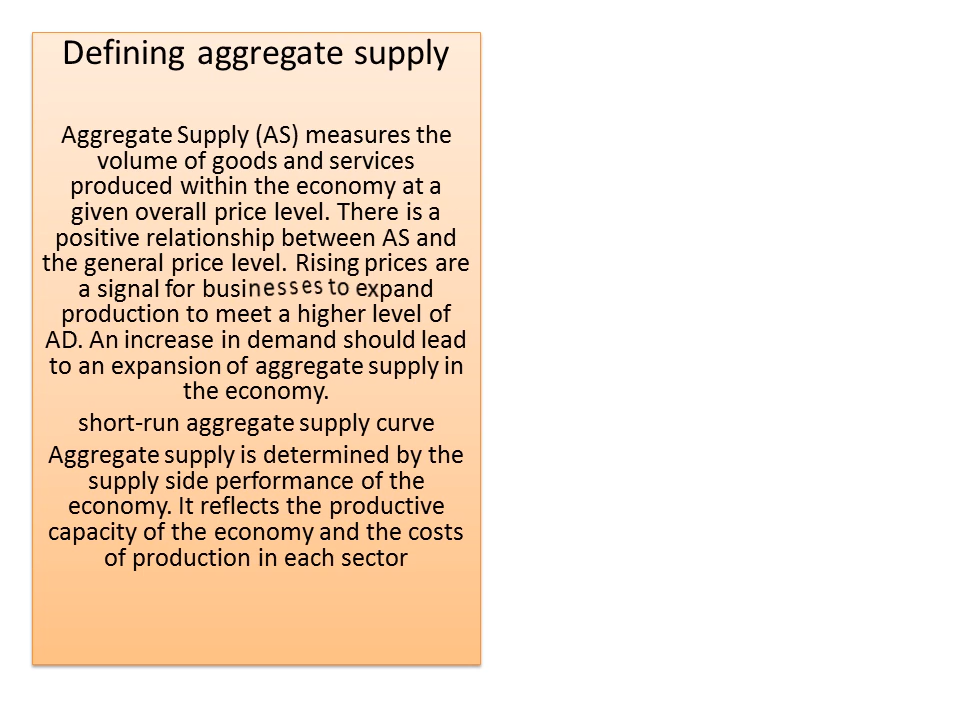 Defining aggregate supply
Aggregate Supply (AS) measures the
volume of goods and services
produced within the economy at a
given overall price level. There is a
positive relationship between AS and
the general price level. Rising prices are
a signal for businesses to expand
production to meet a higher level of
AD. An increase in demand should lead
to an expansion of aggregate supply in
the economy.
short-run aggregate supply curve
Aggregate supply is determined by the
supply side performance of the
economy. It reflects the productive
capacity of the economy and the costs
of production in each sector